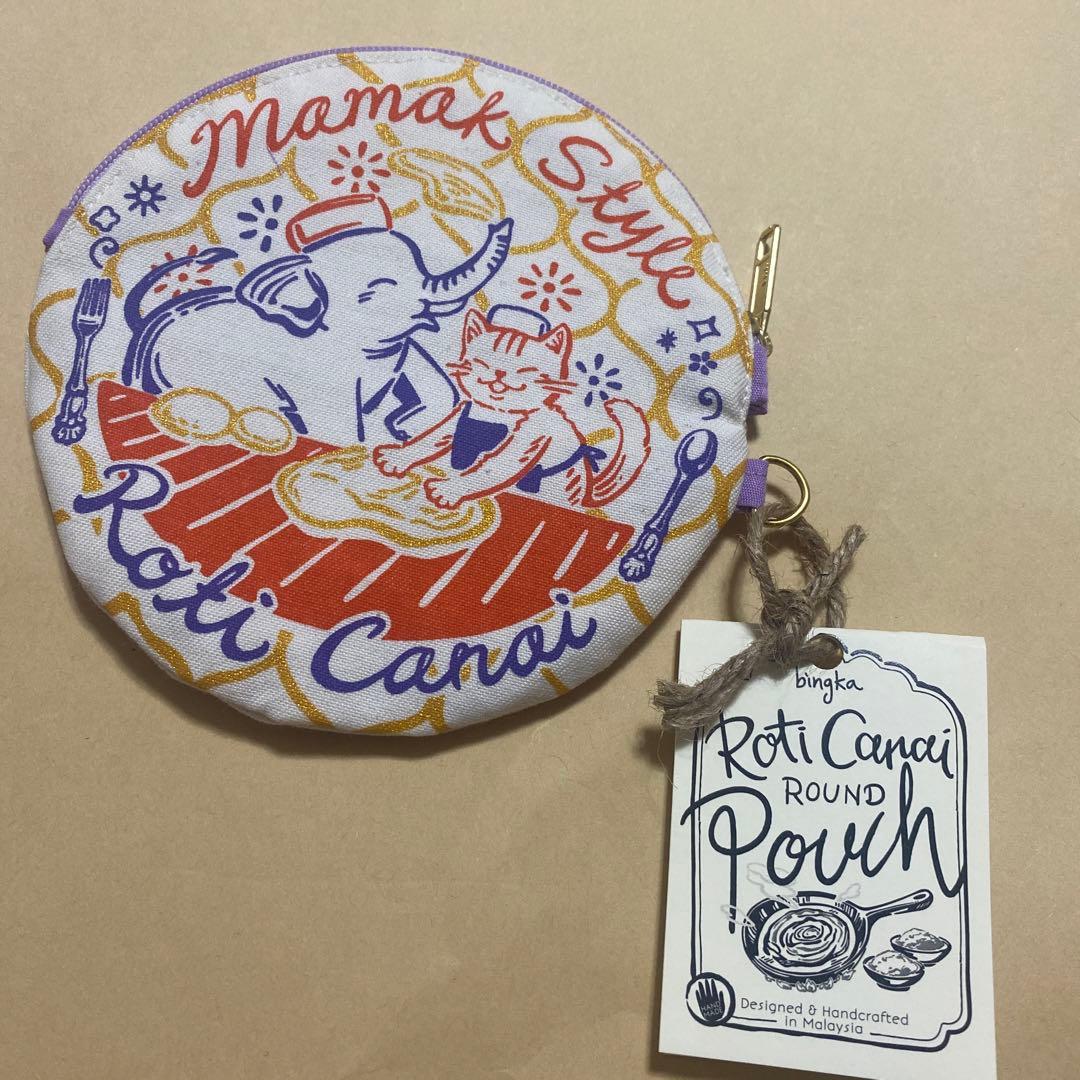 Mamak Style
Roti Canai
bingka
Roti Canai
ROUND
Pouch
HAND
MADE
Designed & Handcrafted
in Malaysia